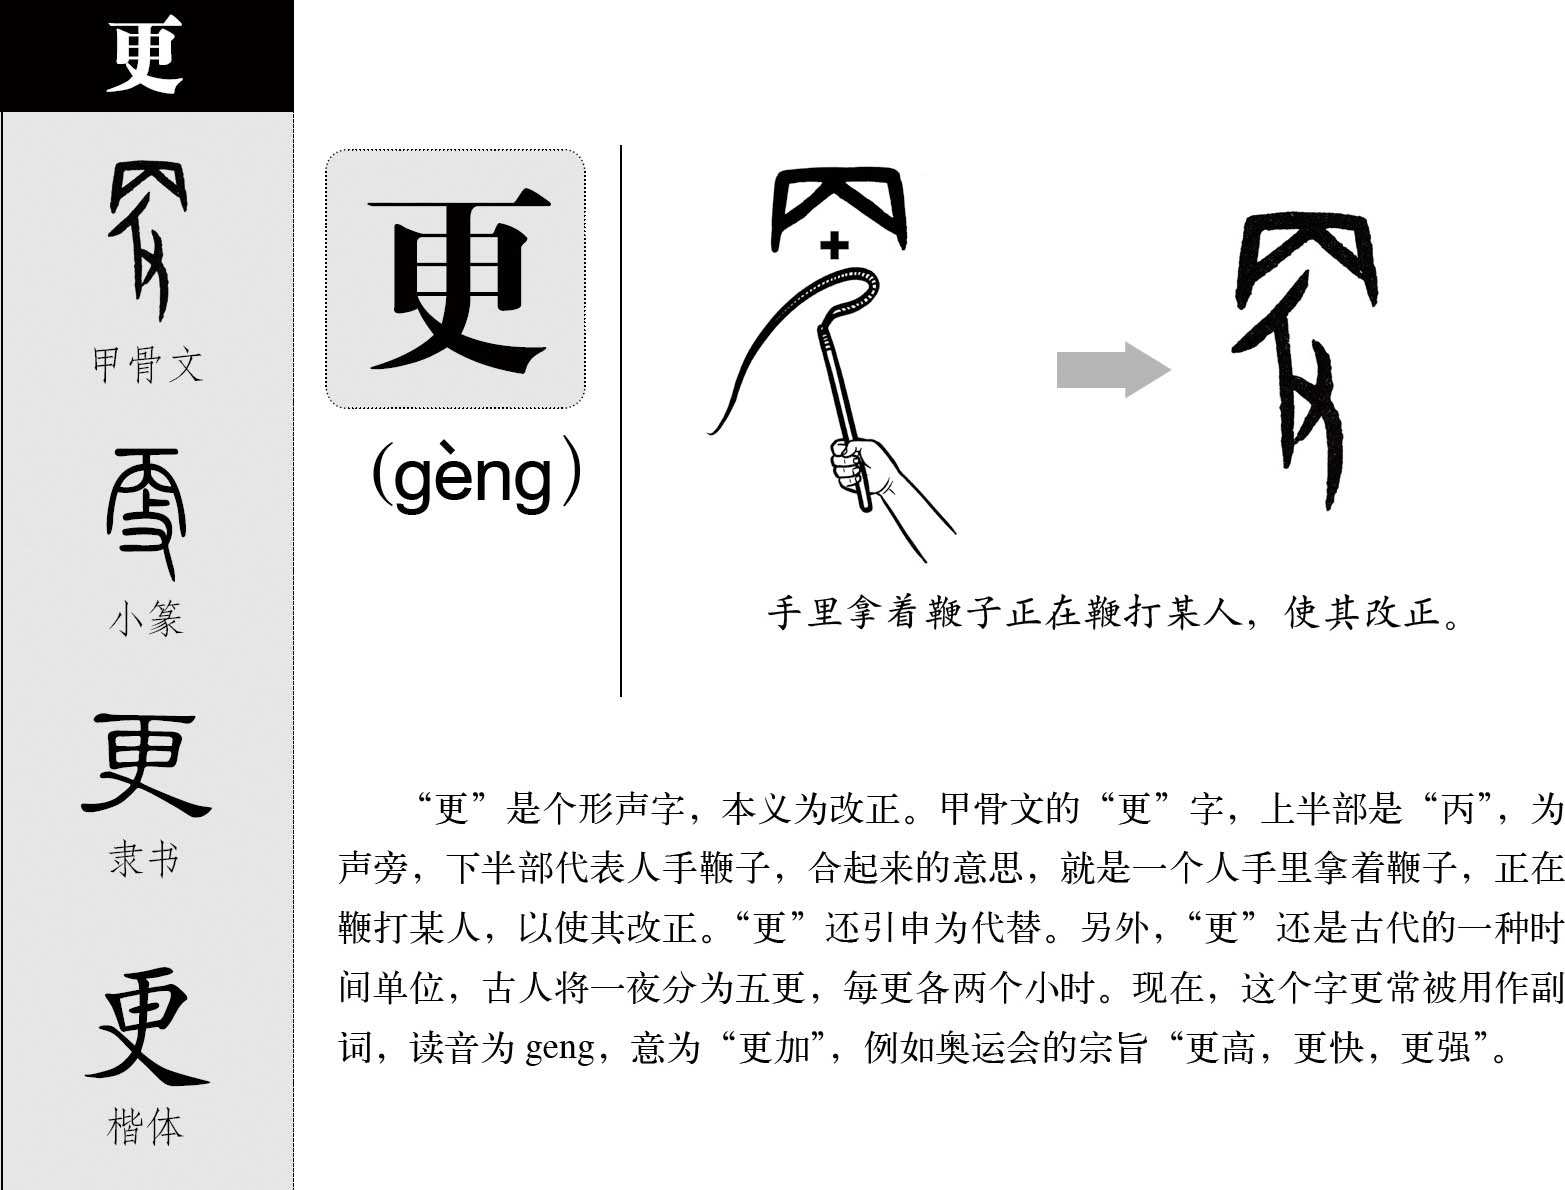 更
甲骨文
小篆
隶书
楷体
更
(gèng)
+
手里拿着鞭子正在鞭打某人，使其改正。
“更”是个形声字，本义为改正。甲骨文的“更”字，上半部是“丙”，为
声旁，下半部代表人手鞭子，合起来的意思，就是一个人手里拿着鞭子，正在
鞭打某人，以使其改正。“更”还引申为代替。另外，“更”还是古代的一种时
间单位，古人将一夜分为五更，每更各两个小时。现在，这个字更常被用作副
词，读音为 geng，意为“更加”，例如奥运会的宗旨“更高，更快，更强”。